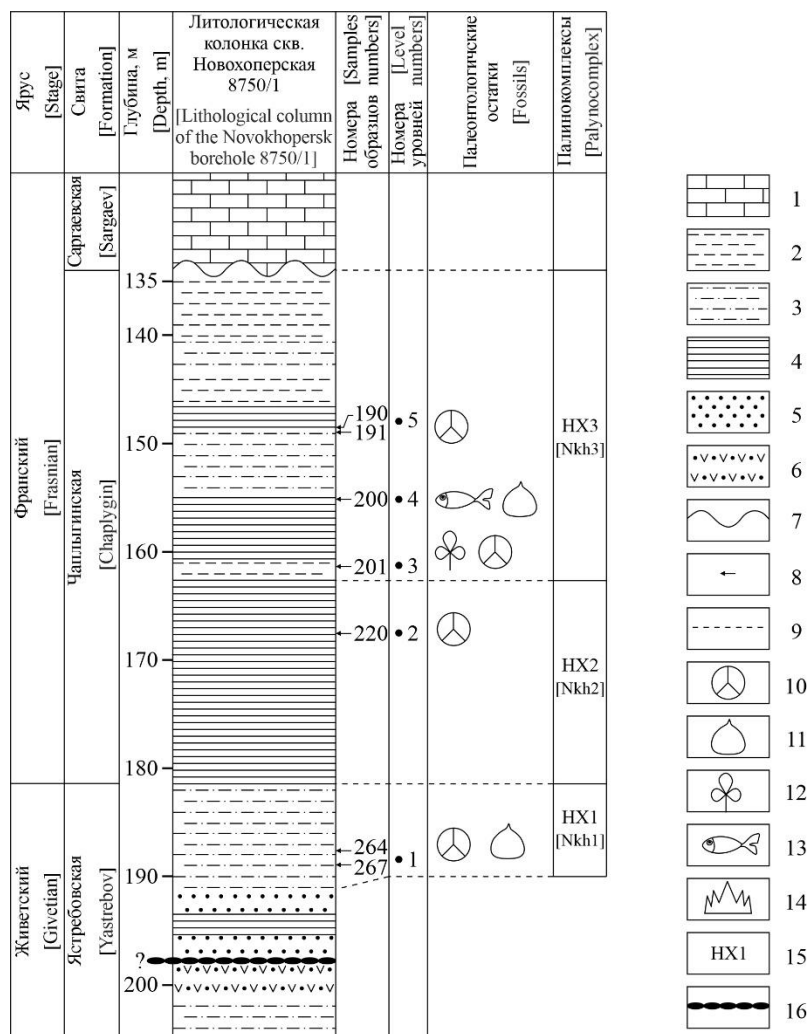 Ярус
[Stage]
Свита
[Formation]
Глубина, м
[Depth, m]
Литологическая
колонка скв.
Новохоперская
8750/1
[Lithological column
of the Novokhopersk
borehole 8750/1]
Номера [Samples
образцов numbers]
Номера [Level
уровней numbers]
Палеонтологичские
остатки
[Fossils]
Палинокомплексы
[Palynocomplex]
Франский
[Frasnian]
Живетский
[Givetian]
Саргаевская
[Sargaev]
Чаплыгинская
[Chaplygin]
Ястребовская
[Yastrebov]
135
140
150
160
170
180
190
?
200
190
191
200
201
220
264
267
5
4
3
2
1
НХ3
[Nkh3]
НХ2
[Nkh2]
НХ1
[Nkh1]
1
2
3
4
5
6
7
8
9
10
11
12
13
14
НХ1 15
16